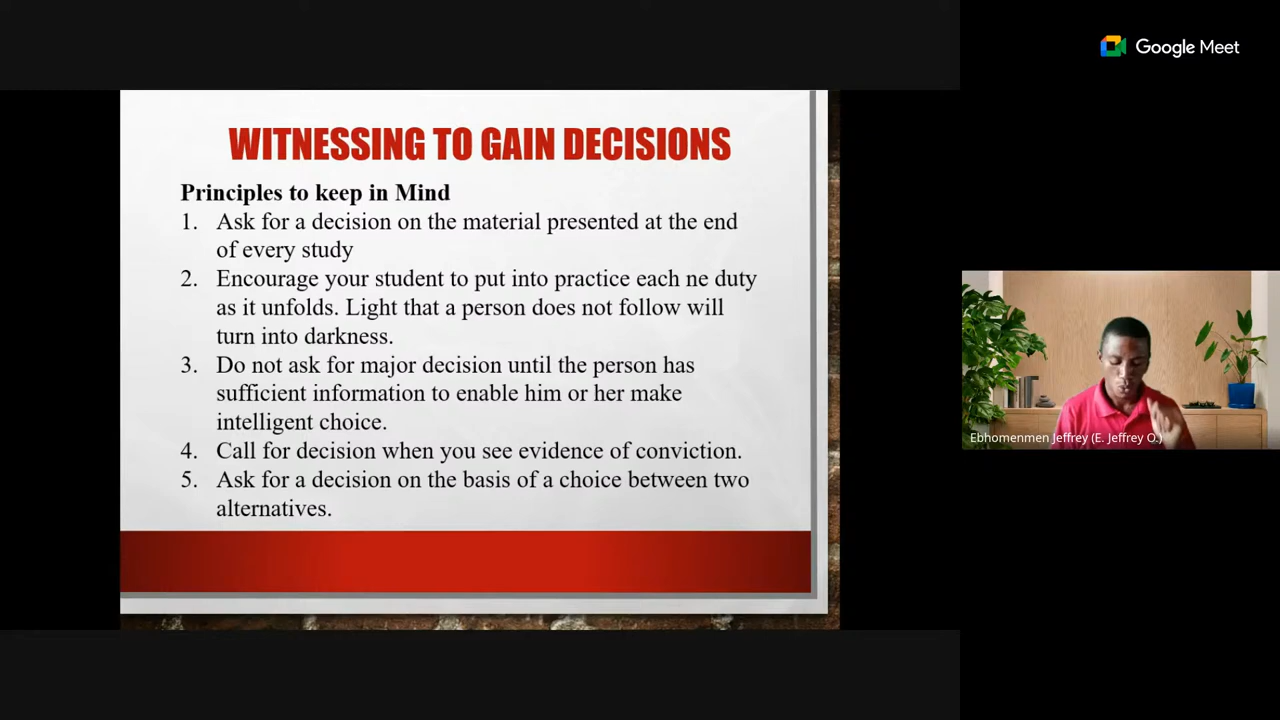 Google Meet
WITNESSING TO GAIN DECISIONS
Principles to keep in Mind
1. Ask for a decision on the material presented at the end
of every study
2. Encourage your student to put into practice each ne duty
as it unfolds. Light that a person does not follow will
turn into darkness.
3. Do not ask for major decision until the person has
sufficient information to enable him or her make
intelligent choice.
4. Call for decision when you see evidence of conviction.
5. Ask for a decision on the basis of a choice between two
alternatives.
Ebhomenmen Jeffrey (E. Jeffrey O.)